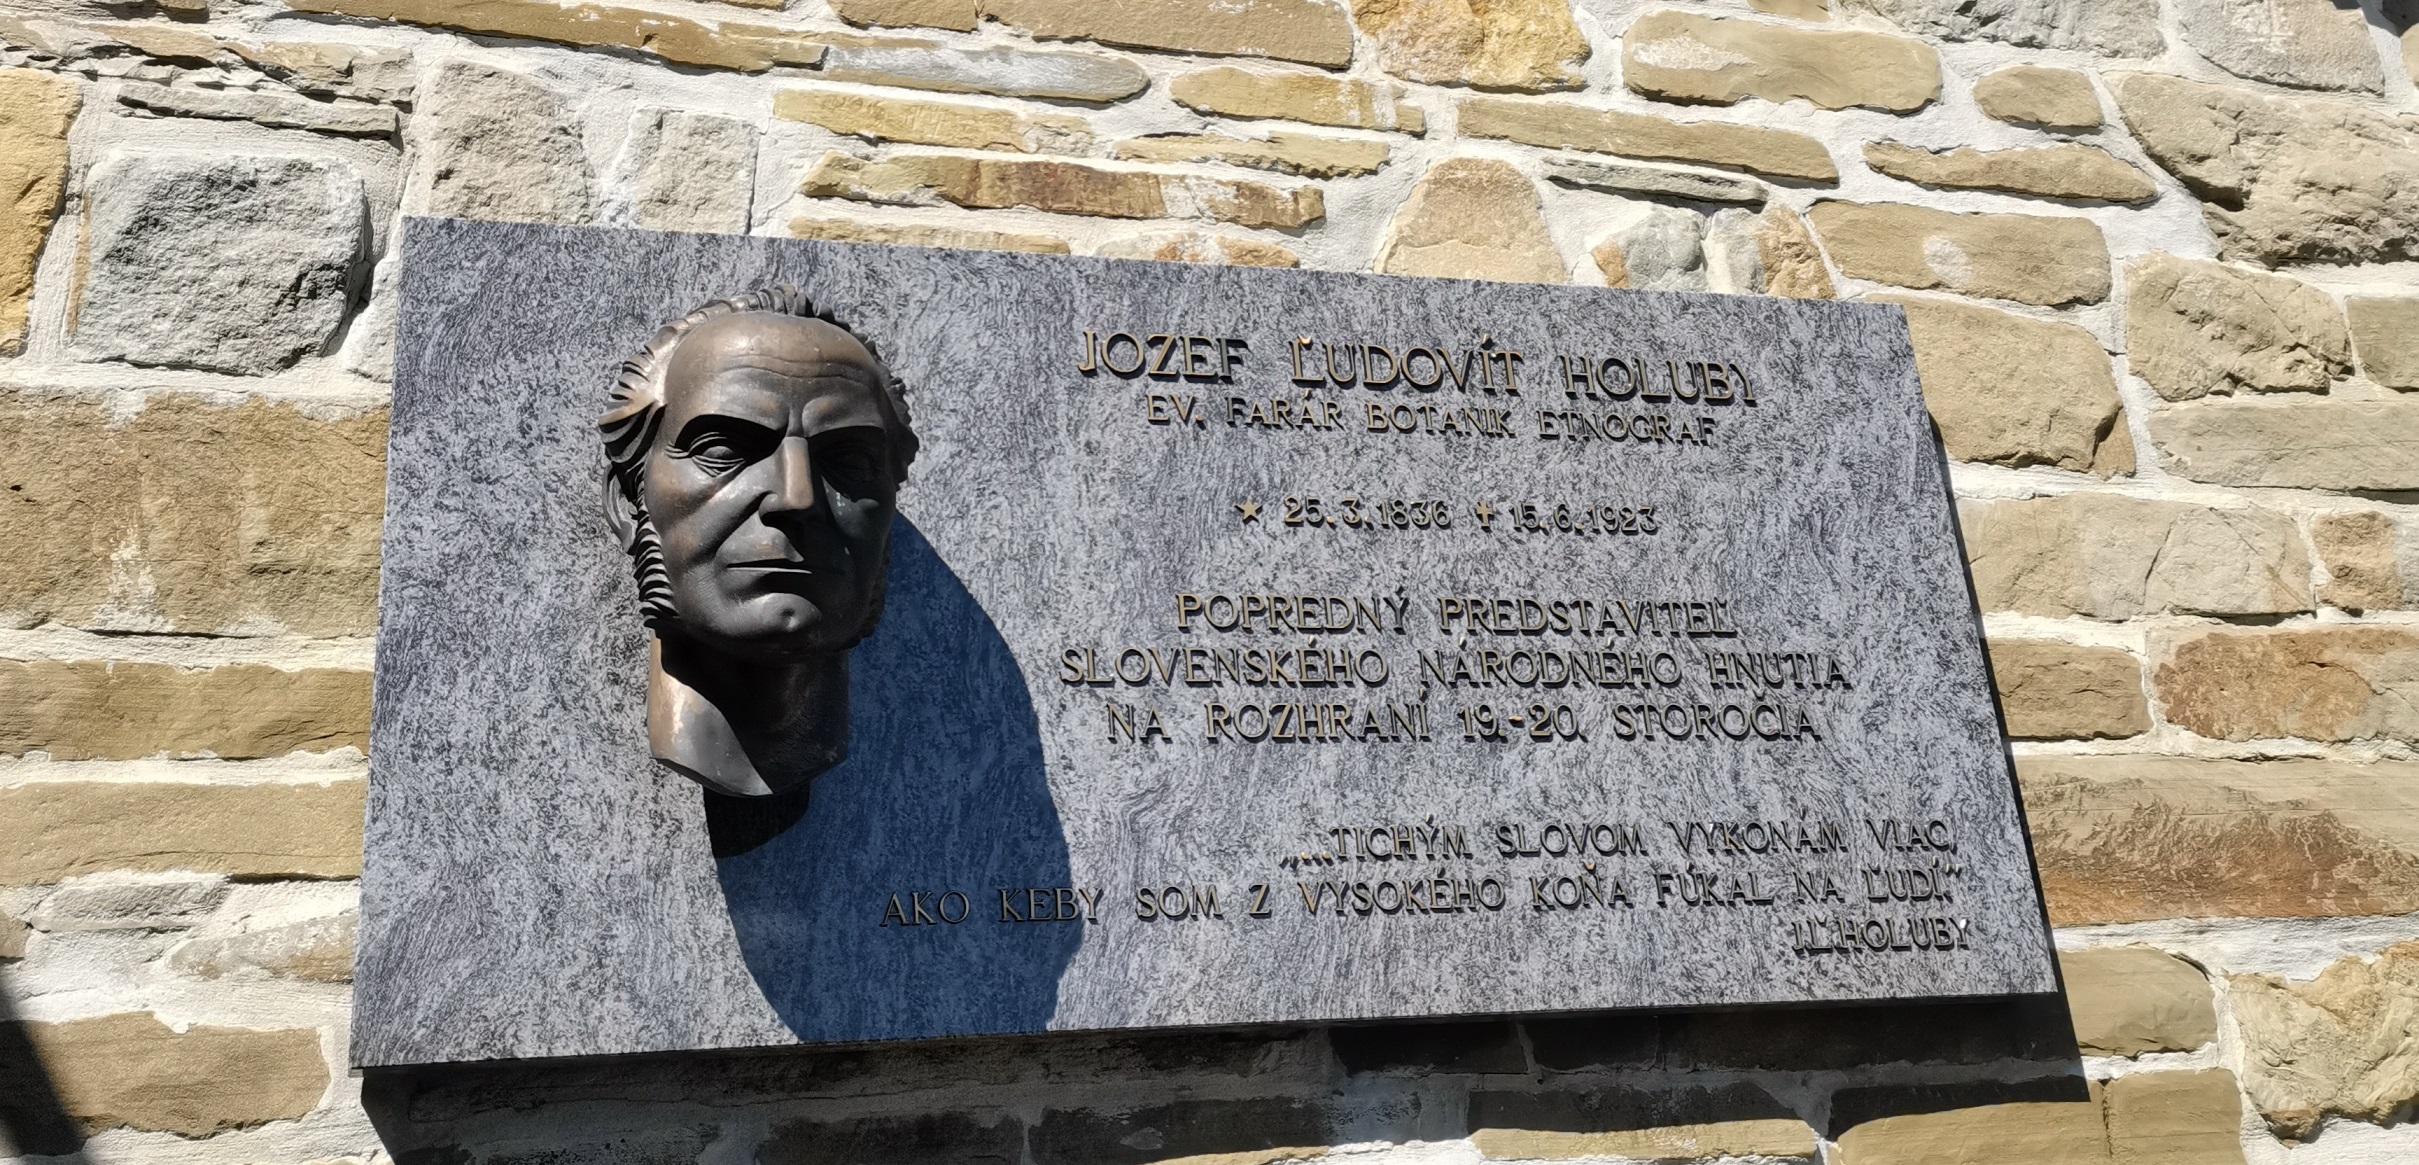 JOZEF ĽUDOVÍT HOLUBY
EV. FARÁR BOTANIK ETNOGRAF
★ 25.3.1836 ✝ 15.6.1923
POPREDNÝ PREDSTAVITEĽ
SLOVENSKÉHO NÁRODNÉHO HNUTIA
NA ROZHRANÍ 19.-20. STOROČIA
„...TICHÝM SLOVOM VYKONÁM VIAC,
AKO KEBY SOM Z VYSOKÉHO KOŇA FÚKAL NA ĽUDÍ.“
J.Ľ.HOLUBY